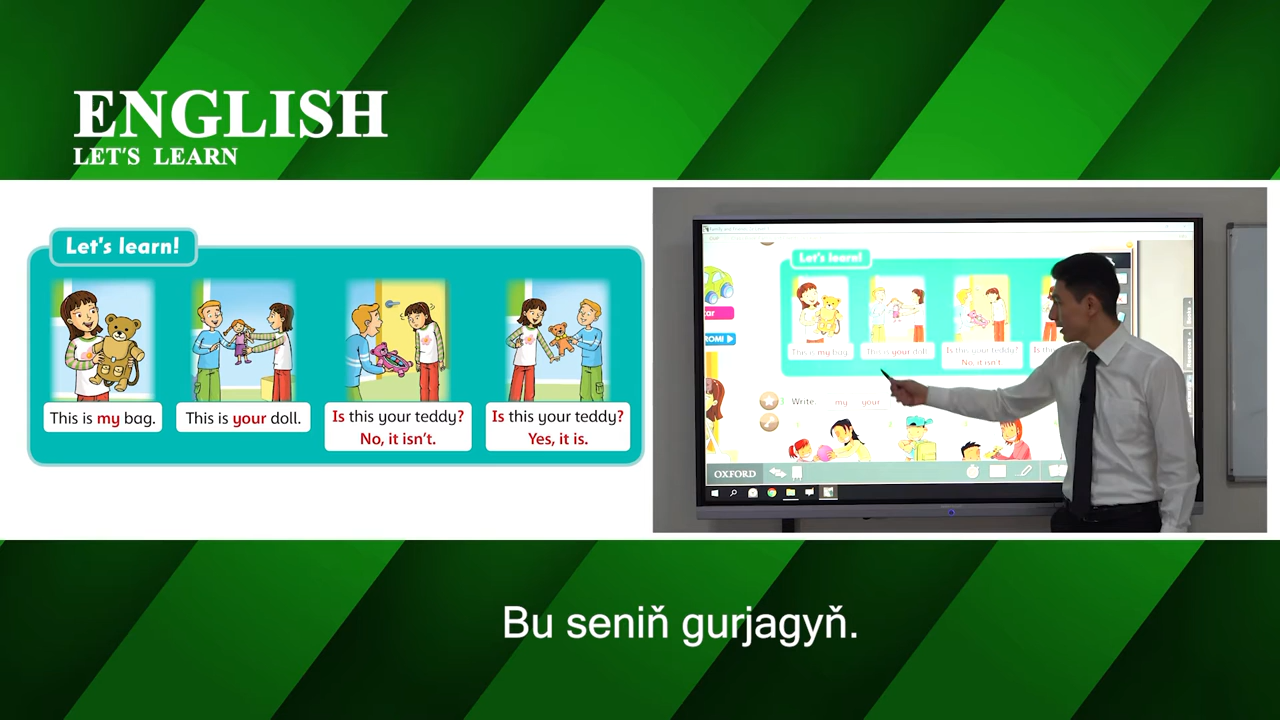 ENGLISH
LET'S LEARN
Let's learn!
This is my bag.
This is your doll.
Is this your teddy?
No, it isn't.
Is this your teddy?
Yes, it is.
Let's learn!
This is my bag.
This is your doll.
Is this your teddy?
No, it isn't.
Write. my your
OXFORD
Bu seniň gurjagyň.